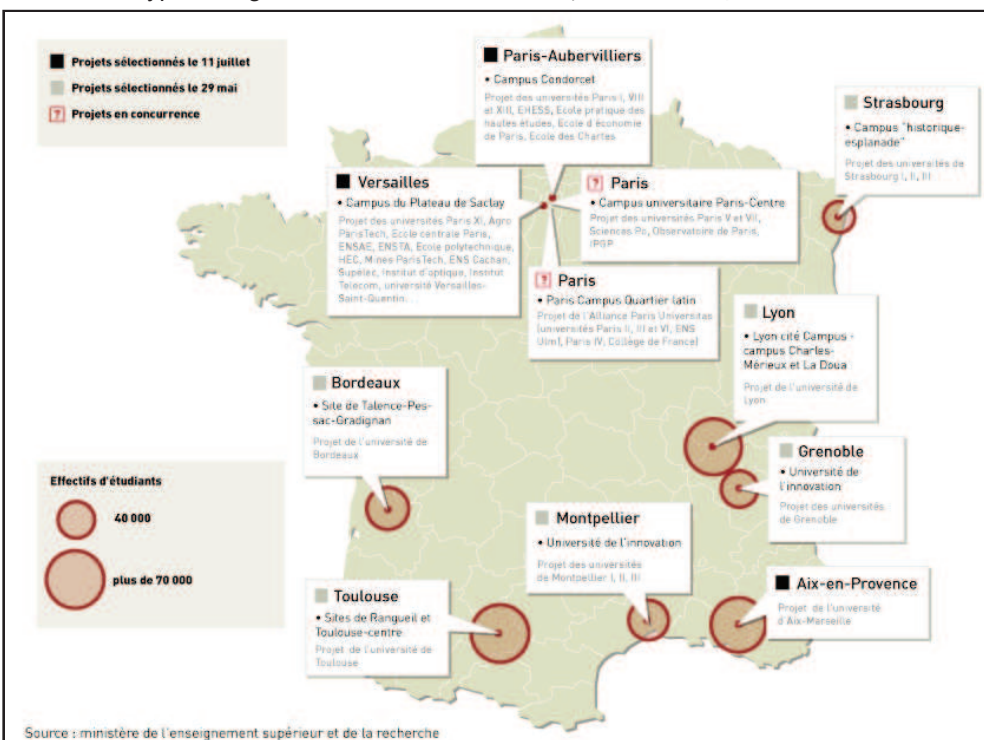 Projets sélectionnés le 11 juillet
Projets sélectionnés le 29 mai
? Projets en concurrence
Paris-Aubervilliers
• Campus Condorcet
Projet des universités Paris I, VIII
et XIII, EHESS, Ecole pratique des
hautes études, Ecole d'économie
de Paris, Ecole des Chartes
Strasbourg
• Campus "historique-
esplanade"
Projet des universités de
Strasbourg I, II, III
Versailles
• Campus du Plateau de Saclay
Projet des universités Paris XI, Agro
ParisTech, Ecole centrale Paris,
ENSAE, ENSTA, Ecole polytechnique,
HEC, Mines ParisTech, ENS Cachan,
Supélec, Institut d'optique, Institut
Telecom, université Versailles-
Saint-Quentin...
? Paris
• Campus universitaire Paris-Centre
Projet des universités Paris V et VII,
Sciences Po, Observatoire de Paris,
IPGP
? Paris
• Paris Campus Quartier latin
Projet de l'Alliance Paris Universitas
(universités Paris II, III et VI, ENS
Ulm), Paris IV, Collège de France)
Lyon
• Lyon cité Campus -
campus Charles-
Mérieux et La Doua
Projet de l'université de
Lyon
Bordeaux
• Site de Talence-Pes-
sac-Gradignan
Projet de l'université de
Bordeaux
Grenoble
• Université de
l'innovation
Projet des universités
de Grenoble
Effectifs d'étudiants
40 000
plus de 70 000
Montpellier
• Université de l'innovation
Projet des universités
de Montpellier I, II, III
Toulouse
• Sites de Rangueil et
Toulouse-centre
Projet de l'université de
Toulouse
Aix-en-Provence
Projet de l'université
d'Aix-Marseille
Source : ministère de l'enseignement supérieur et de la recherche